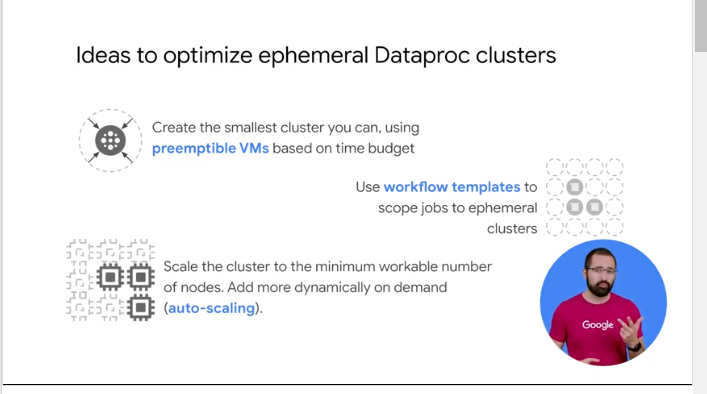 Ideas to optimize ephemeral Dataproc clusters
Create the smallest cluster you can, using
preemptible VMs based on time budget
Use workflow templates to
scope jobs to ephemeral
clusters
Scale the cluster to the minimum workable number
of nodes. Add more dynamically on demand
(auto-scaling).
Google